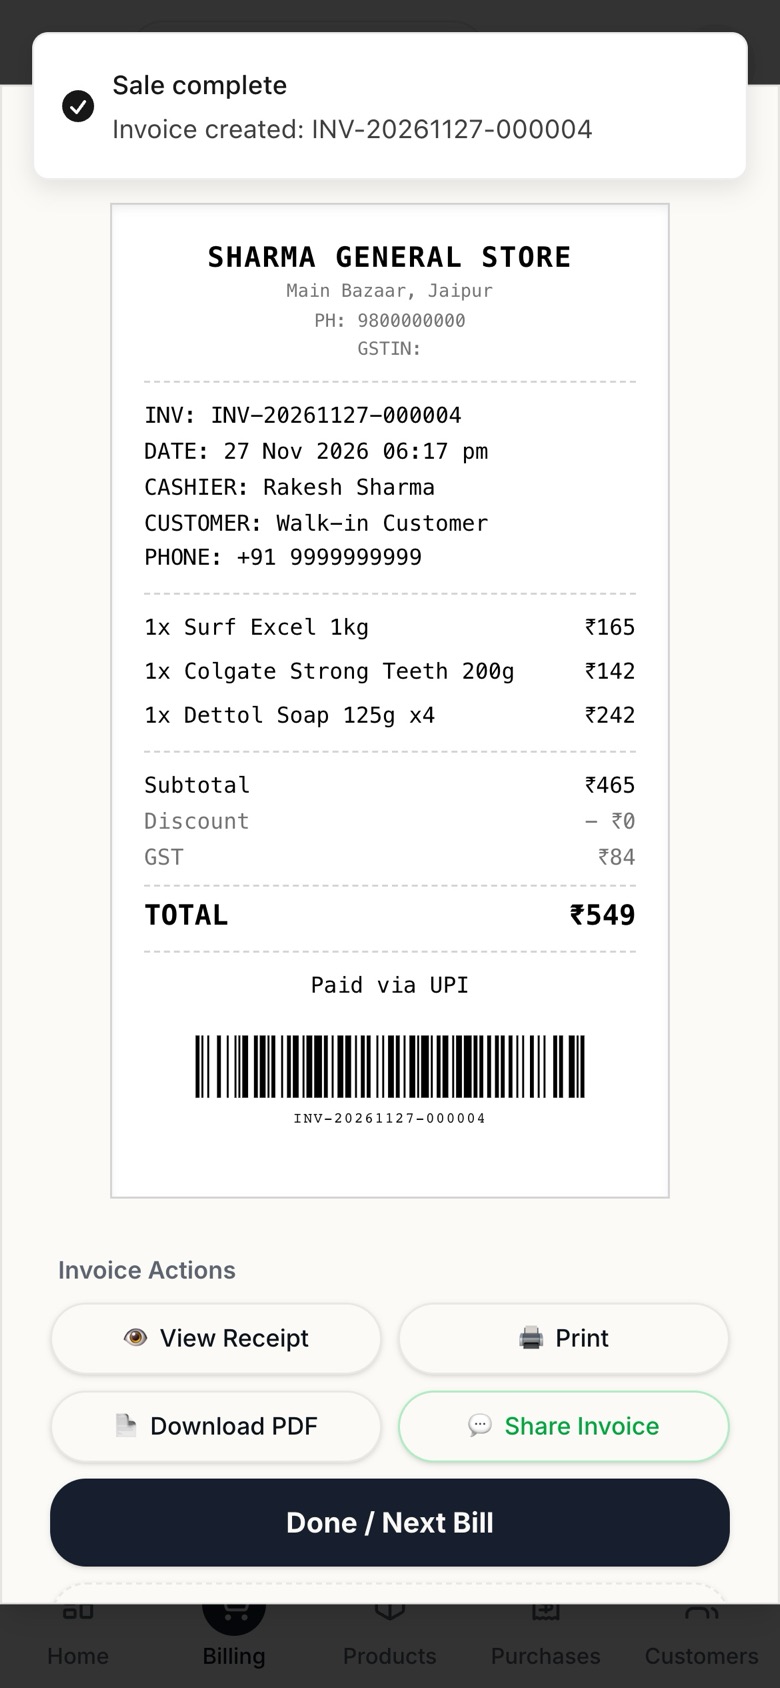 Sale complete
Invoice created: INV-20261127-000004
SHARMA GENERAL STORE
Main Bazaar, Jaipur
PH: 9800000000
GSTIN:
INV: INV-20261127-000004
DATE: 27 Nov 2026 06:17 pm
CASHIER: Rakesh Sharma
CUSTOMER: Walk-in Customer
PHONE: +91 9999999999
1x Surf Excel 1kg ₹165
1x Colgate Strong Teeth 200g ₹142
1x Dettol Soap 125g x4 ₹242
Subtotal ₹465
Discount - ₹0
GST ₹84
TOTAL ₹549
Paid via UPI
INV-20261127-000004
Invoice Actions
View Receipt Print
Download PDF Share Invoice
Done / Next Bill
Home Billing Products Purchases Customers